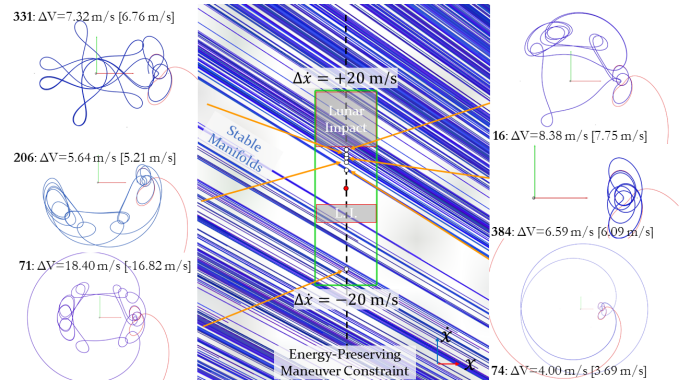 331: ΔV=7.32 m/s [6.76 m/s]
206: ΔV=5.64 m/s [5.21 m/s]
71: ΔV=18.40 m/s [-16.82 m/s]
Δẋ = +20 m/s
Lunar
Impact
Stable
Manifolds
Δẋ = −20 m/s
ẋ
x
Energy-Preserving
Maneuver Constraint
16: ΔV=8.38 m/s [7.75 m/s]
384: ΔV=6.59 m/s [6.09 m/s]
74: ΔV=4.00 m/s [3.69 m/s]